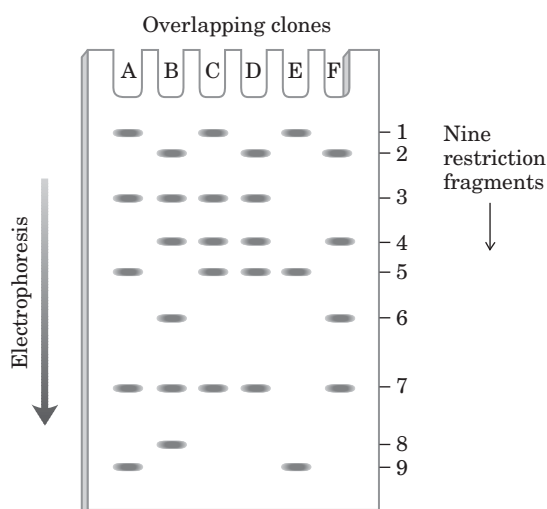 Overlapping clones
A B C D E F
1
2
3
4
5
6
7
8
9
Nine
restriction
fragments
Electrophoresis